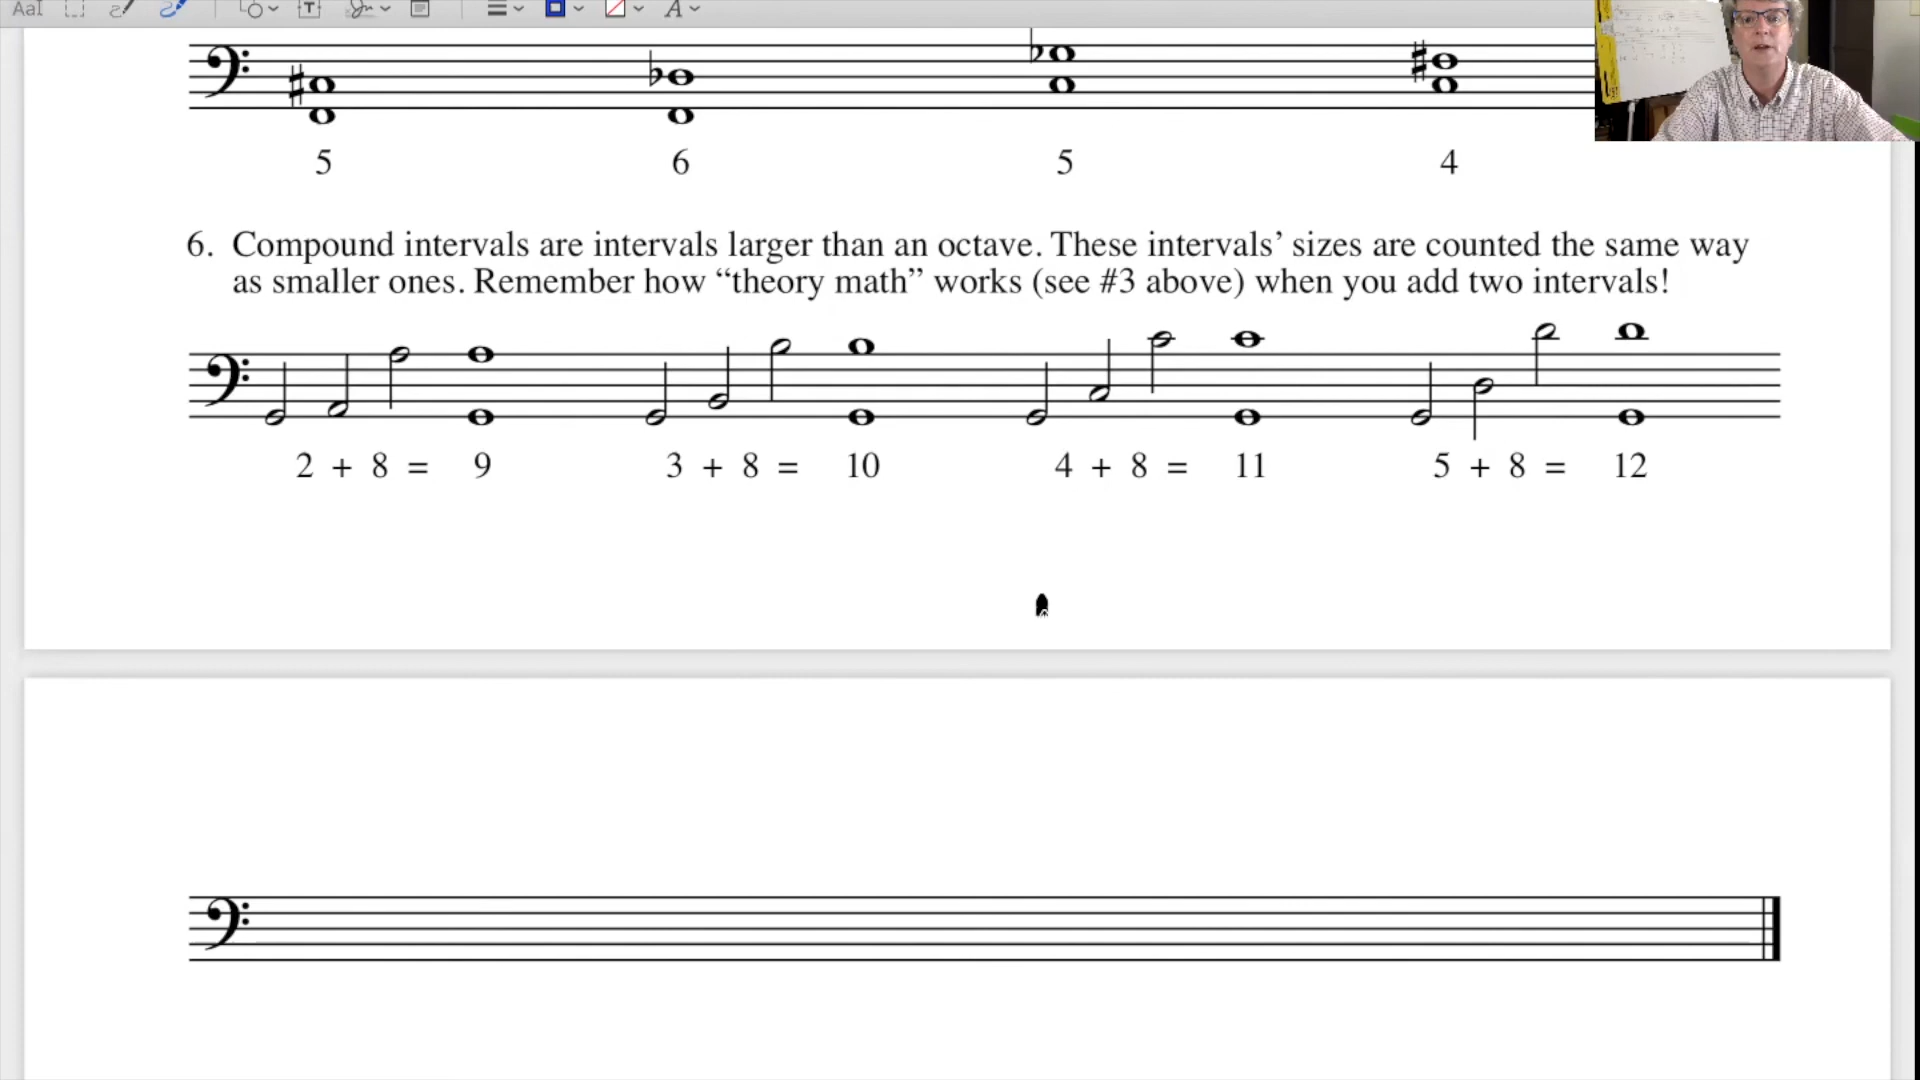 AaI T A
5 6 5 4
6. Compound intervals are intervals larger than an octave. These intervals’ sizes are counted the same way
as smaller ones. Remember how “theory math” works (see #3 above) when you add two intervals!
2 + 8 = 9 3 + 8 = 10 4 + 8 = 11 5 + 8 = 12